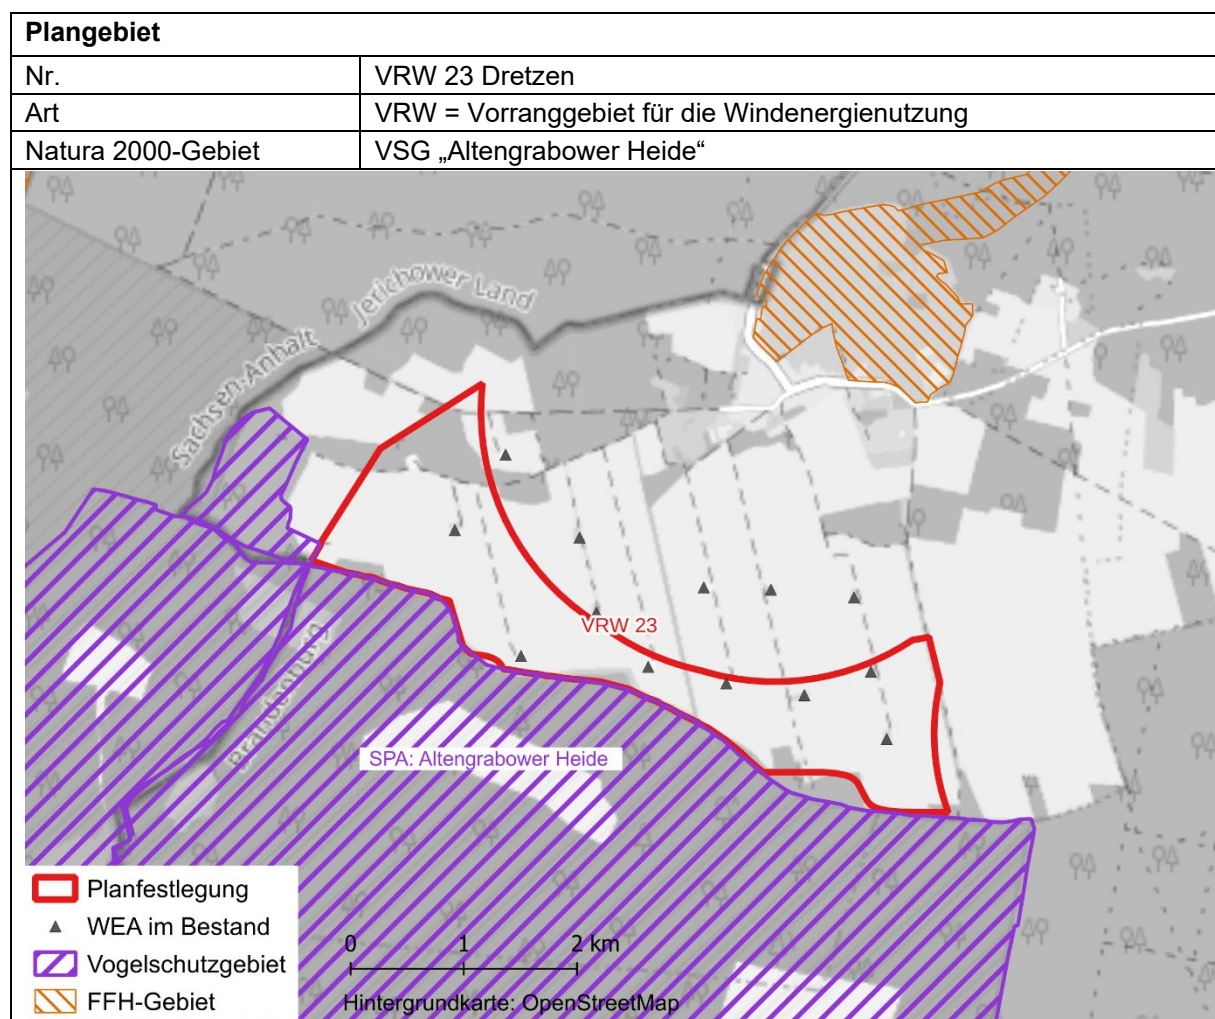 Plangebiet
Nr. VRW 23 Dretzen
Art VRW = Vorranggebiet für die Windenergienutzung
Natura 2000-Gebiet VSG „Altengrabower Heide“
Jerichower Land
Sachsen-Anhalt
Brandenburg
VRW 23
SPA: Altengrabower Heide
Planfestlegung
WEA im Bestand
Vogelschutzgebiet
FFH-Gebiet
0 1 2 km
Hintergrundkarte: OpenStreetMap